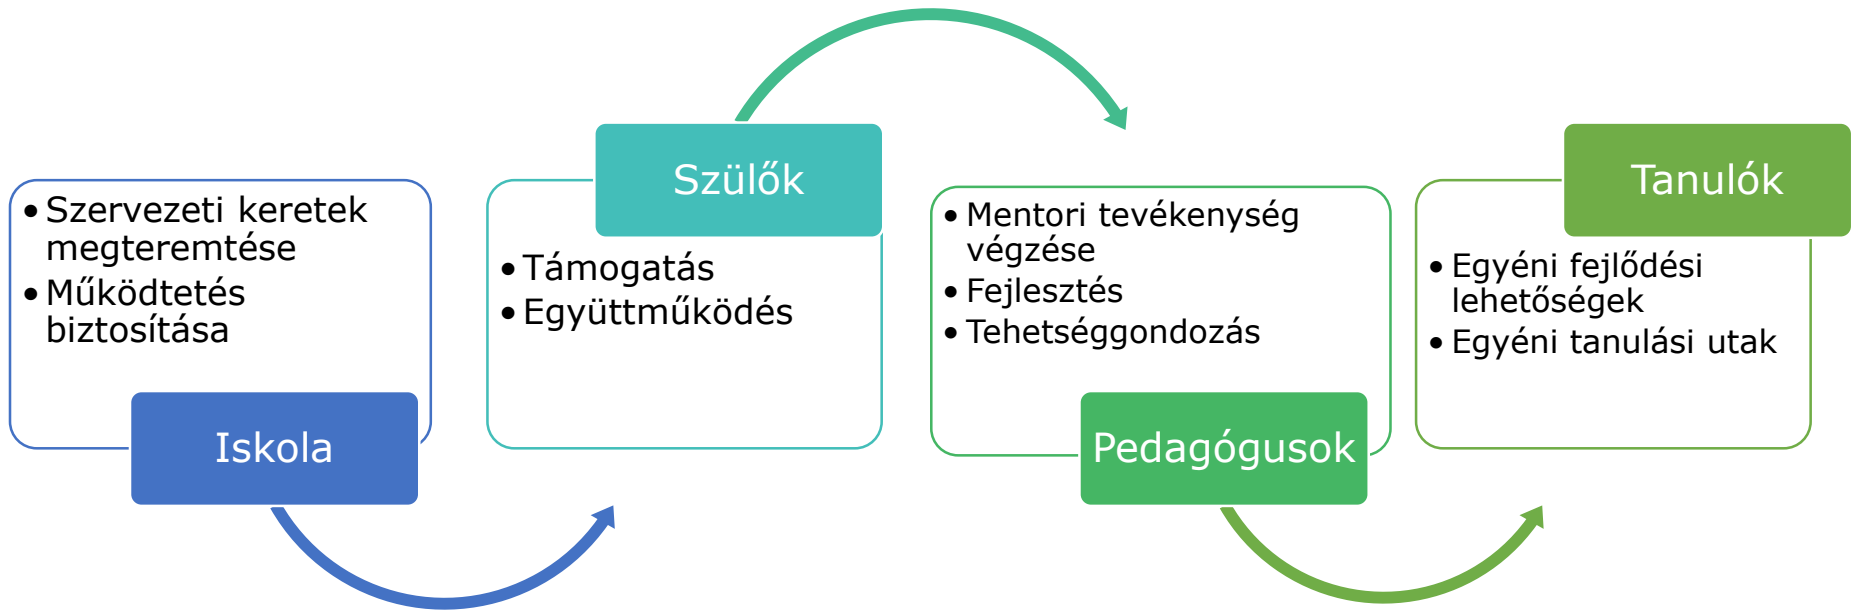 • Szervezeti keretek
megteremtése
• Működtetés
biztosítása
Iskola
Szülők
• Támogatás
• Együttműködés
• Mentori tevékenység
végzése
• Fejlesztés
• Tehetséggondozás
Pedagógusok
Tanulók
• Egyéni fejlődési
lehetőségek
• Egyéni tanulási utak